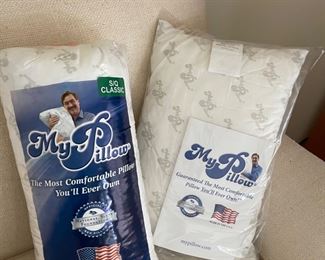 S/Q
CLASSIC
MyPillow
The Most Comfortable Pillow
You'll Ever Own
MyPillow
Guaranteed The Most Comfortable
Pillow You'll Ever Own
mypillow.com